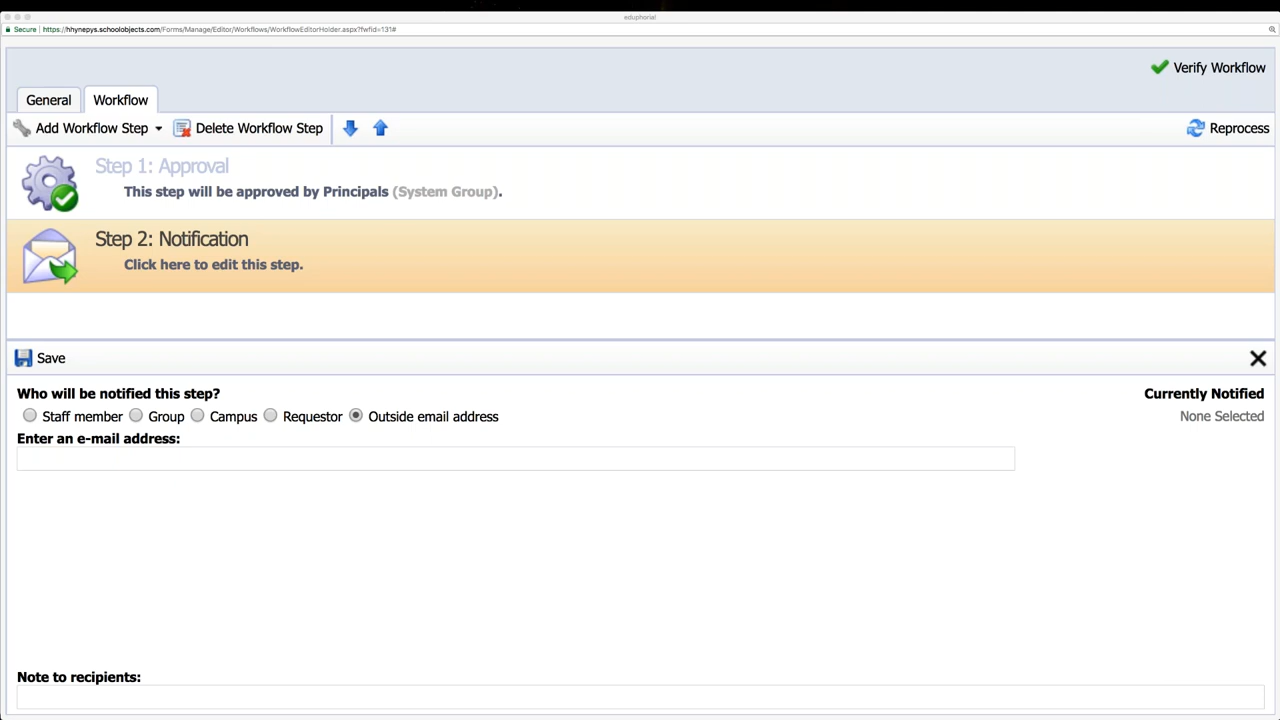 eduphoria!
Secure | https://hhynepys.schoolobjects.com/Forms/Manage/Editor/Workflows/WorkflowEditorHolder.aspx?fwfid=131#
Verify Workflow
General Workflow
Add Workflow Step Delete Workflow Step Reprocess
Step 1: Approval
This step will be approved by Principals (System Group).
Step 2: Notification
Click here to edit this step.
Save
Who will be notified this step? Currently Notified
Staff member Group Campus Requestor Outside email address None Selected
Enter an e-mail address:
Note to recipients: